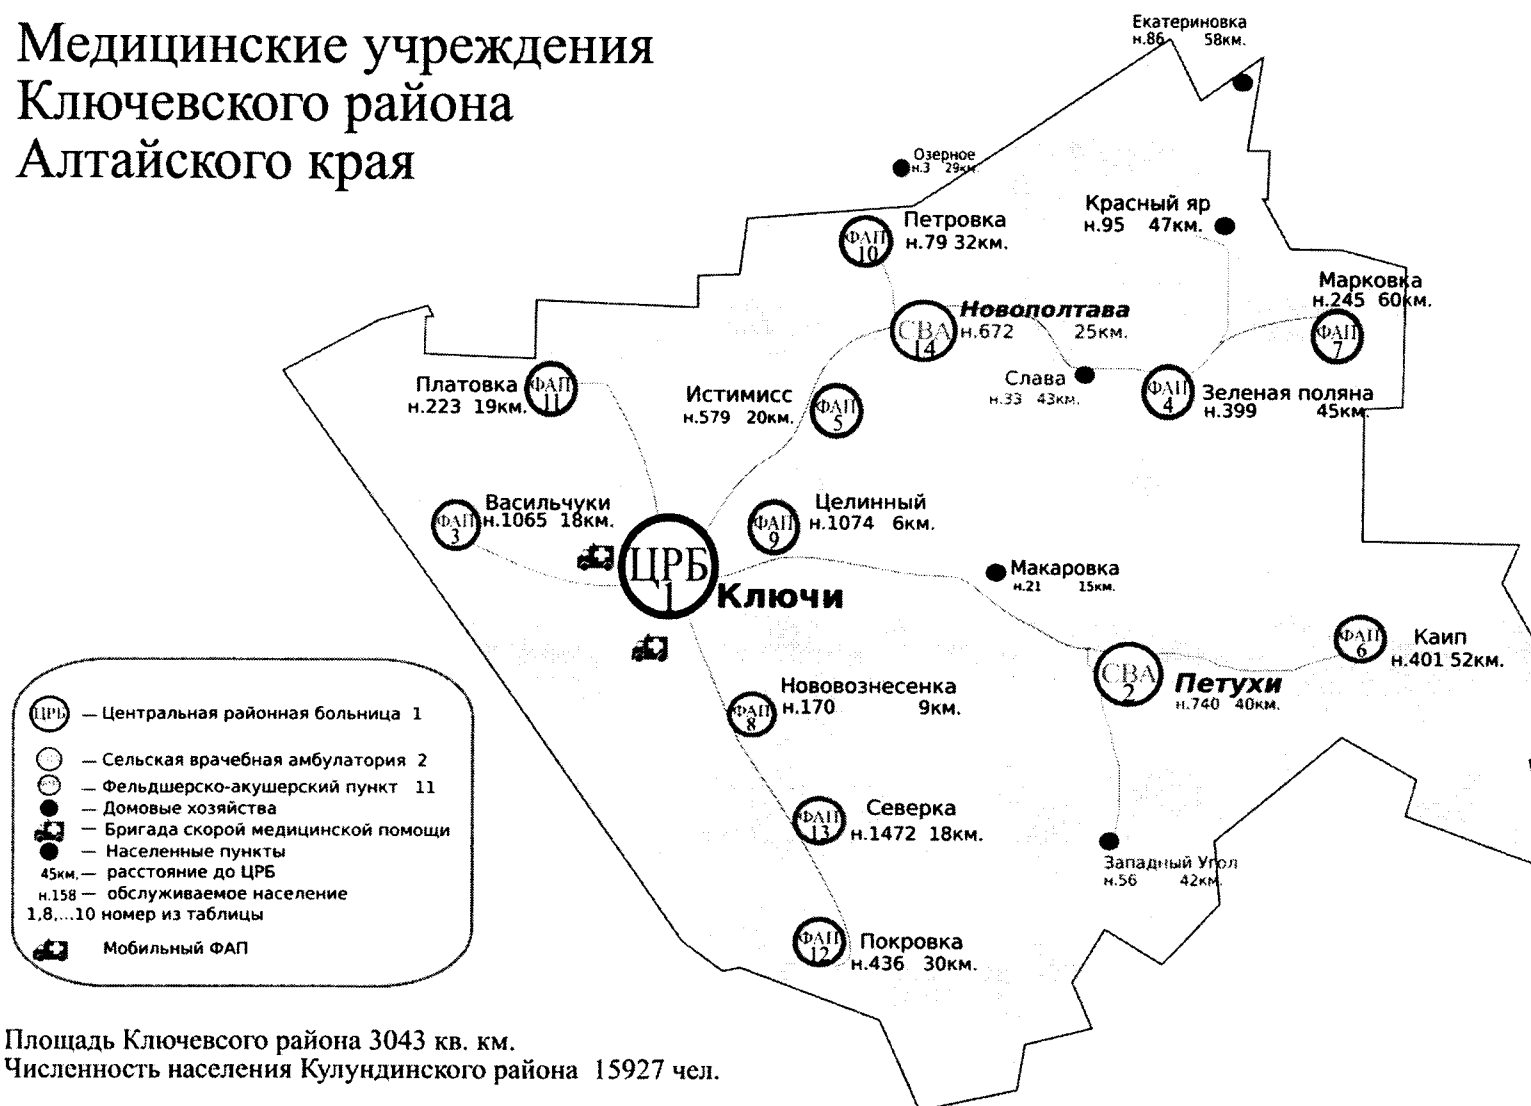 Медицинские учреждения
Ключевского района
Алтайского края
Екатериновка
н.86 58км.
Озерное
н.3 29км.
Красный яр
н.95 47км.
Петровка
н.79 32км.
ФАП
10
Марковка
н.245 60км.
ФАП
7
Новополтава
н.672 25км.
СВА
14
Слава
н.33 43км.
Платовка
н.223 19км.
ФАП
11
Истимисс
н.579 20км.
ФАП
5
ФАП
4
Зеленая поляна
н.399 45км.
Васильчуки
н.1065 18км.
ФАП
3
Целинный
н.1074 6км.
ФАП
9
ЦРБ
1
Ключи
Макаровка
н.21 15км.
ФАП
6
Каип
н.401 52км.
СВА
2
Петухи
н.740 40км.
Нововознесенка
н.170 9км.
ФАП
8
Северка
н.1472 18км.
ФАП
13
Западный Угол
н.56 42км.
ФАП
12
Покровка
н.436 30км.
ЦРБ — Центральная районная больница 1
— Сельская врачебная амбулатория 2
— Фельдшерско-акушерский пункт 11
— Домовые хозяйства
— Бригада скорой медицинской помощи
— Населенные пункты
45км.— расстояние до ЦРБ
н.158 — обслуживаемое население
1,8,...10 номер из таблицы
Мобильный ФАП
Площадь Ключевсого района 3043 кв. км.
Численность населения Кулундинского района 15927 чел.